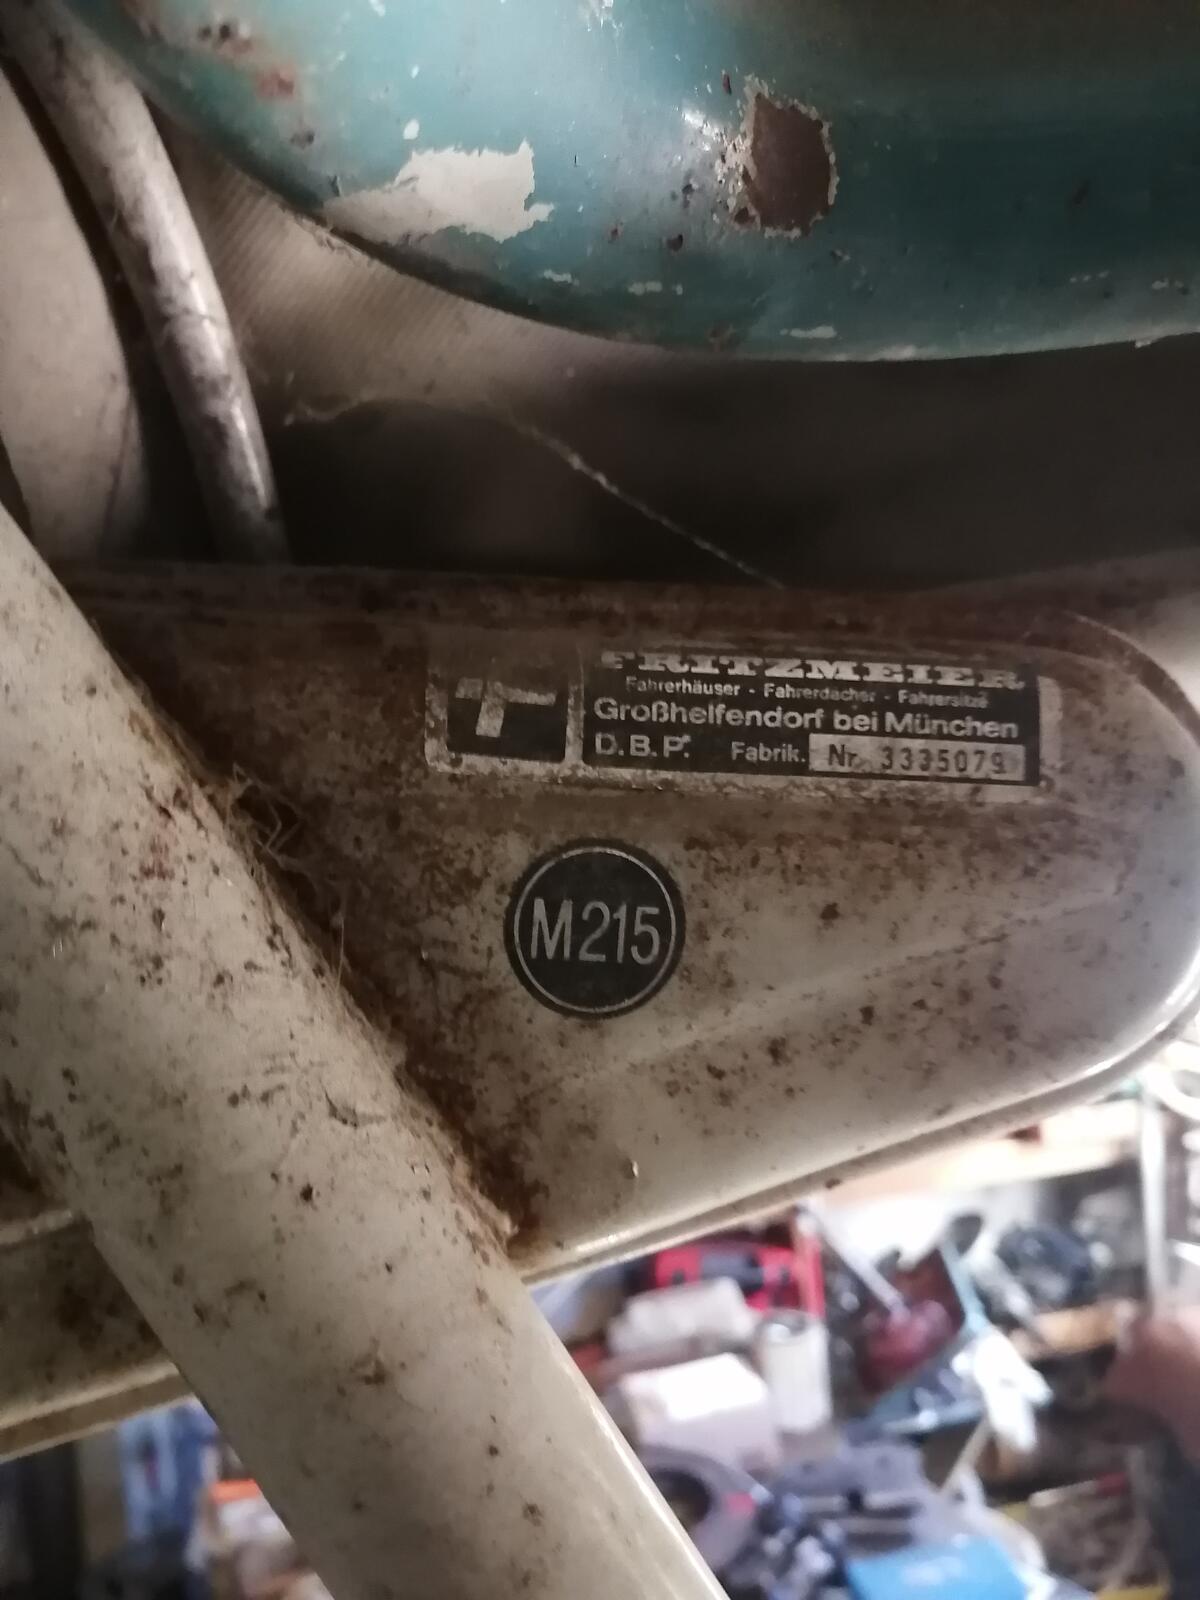 FRITZMEIER
Fahrerhäuser - Fahrerdächer - Fahrersitze
Großhelfendorf bei München
D.B.P. Fabrik. Nr. 3335079
M215